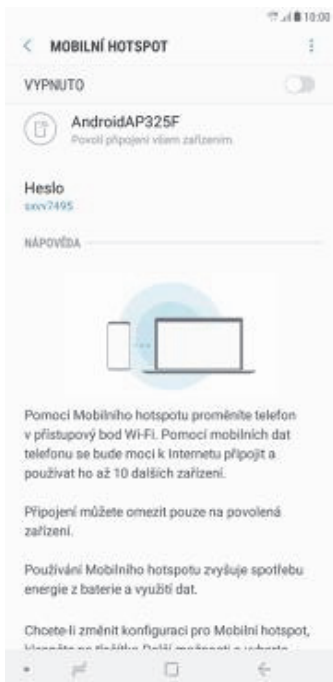 10:00
MOBILNÍ HOTSPOT
VYPNUTO
AndroidAP325F
Povolí připojení všem zařízením.
Heslo
sxvv7495
NÁPOVĚDA
Pomocí Mobilního hotspotu proměníte telefon
v přístupový bod Wi-Fi. Pomocí mobilních dat
telefonu se bude moci k Internetu připojit a
používat ho až 10 dalších zařízení.
Připojení můžete omezit pouze na povolená
zařízení.
Používání Mobilního hotspotu zvyšuje spotřebu
energie z baterie a využití dat.
Chcete-li změnit konfiguraci pro Mobilní hotspot,